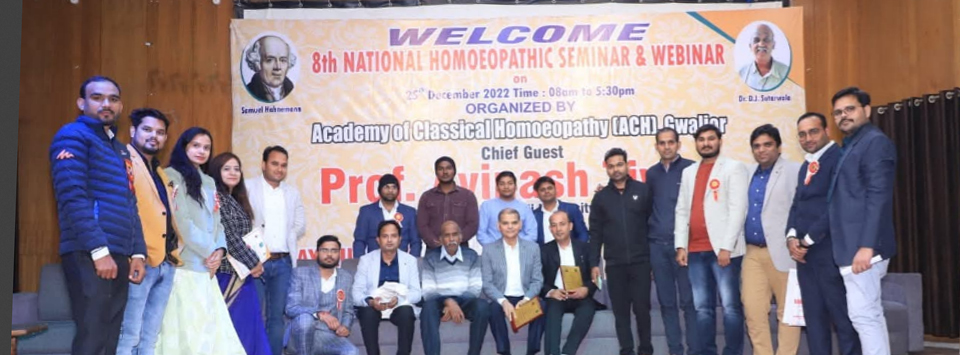 WELCOME
8th NATIONAL HOMOEOPATHIC SEMINAR & WEBINAR
on
25th December 2022 Time : 08am to 5:30pm
Samuel Hahnemann
Dr. D.J. Sutarwala
ORGANIZED BY
Academy of Classical Homoeopathy (ACH), Gwalior
Chief Guest
Prof.